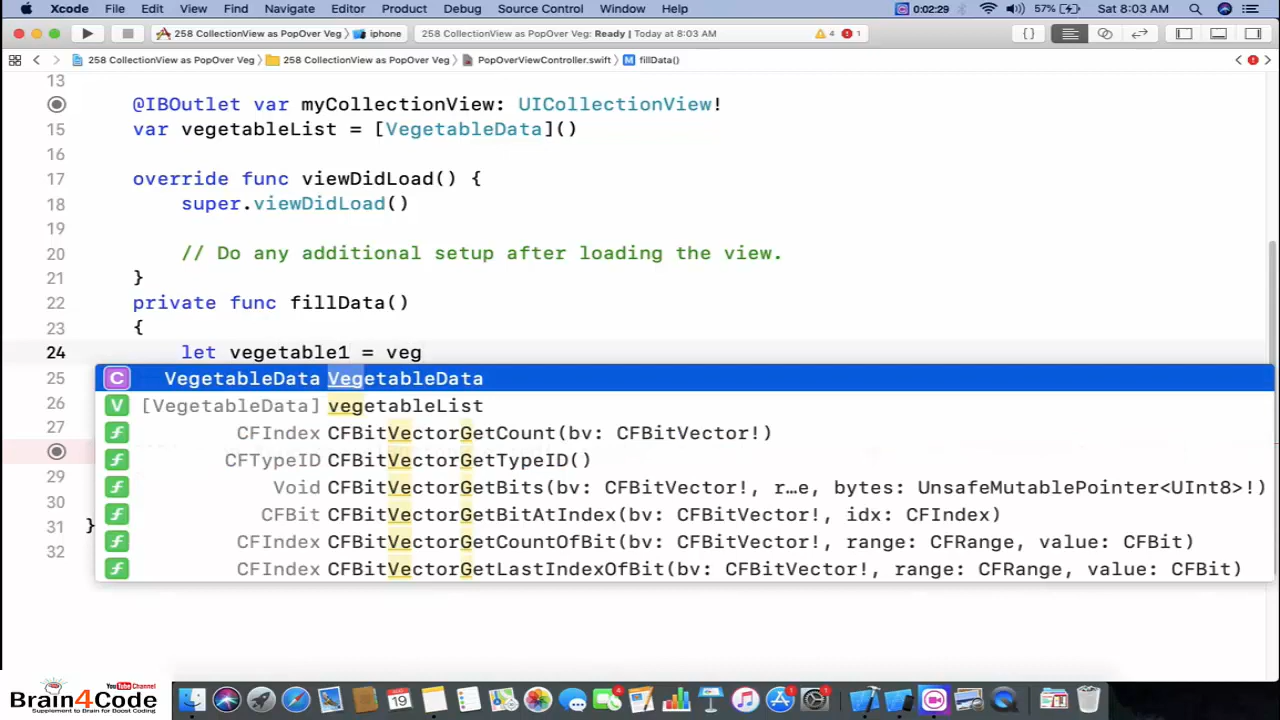 Xcode File Edit View Find Navigate Editor Product Debug Source Control Window Help 0:02:29 57% Sat 8:03 AM
258 CollectionView as PopOver Veg iphone 258 CollectionView as PopOver Veg: Ready | Today at 8:03 AM 4 1
258 CollectionView as PopOver Veg 258 CollectionView as PopOver Veg PopOverViewController.swift M fillData()
13
@IBOutlet var myCollectionView: UICollectionView!
15 var vegetableList = [VegetableData]()
16
17 override func viewDidLoad() {
18 super.viewDidLoad()
19
20 // Do any additional setup after loading the view.
21 }
22 private func fillData()
23 {
24 let vegetable1 = veg
25 C VegetableData VegetableData
26 V [VegetableData] vegetableList
27 f CFIndex CFBitVectorGetCount(bv: CFBitVector!)
f CFTypeID CFBitVectorGetTypeID()
29 f Void CFBitVectorGetBits(bv: CFBitVector!, r…e, bytes: UnsafeMutablePointer<UInt8>!)
30 f CFBit CFBitVectorGetBitAtIndex(bv: CFBitVector!, idx: CFIndex)
31 } f CFIndex CFBitVectorGetCountOfBit(bv: CFBitVector!, range: CFRange, value: CFBit)
32 f CFIndex CFBitVectorGetLastIndexOfBit(bv: CFBitVector!, range: CFRange, value: CFBit)
YouTube Channel
Brain4Code
Supplement to Brain for Boost Coding